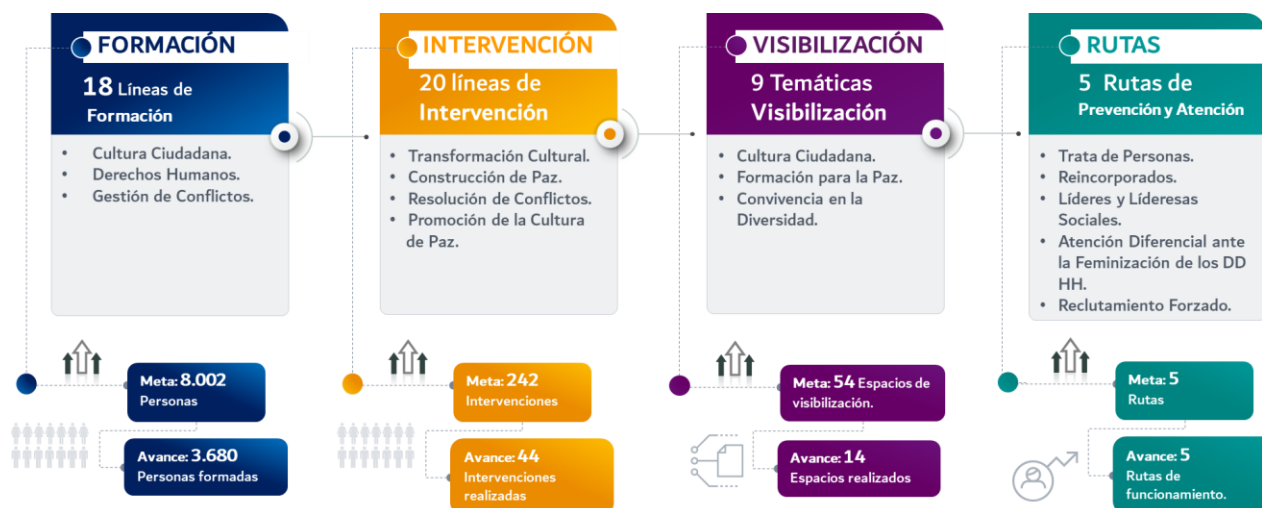 FORMACIÓN
18 Líneas de
Formación
• Cultura Ciudadana.
• Derechos Humanos.
• Gestión de Conflictos.
Meta: 8.002
Personas
Avance: 3.680
Personas formadas
INTERVENCIÓN
20 líneas de
Intervención
• Transformación Cultural.
• Construcción de Paz.
• Resolución de Conflictos.
• Promoción de la Cultura
de Paz.
Meta: 242
Intervenciones
Avance: 44
Intervenciones
realizadas
VISIBILIZACIÓN
9 Temáticas
Visibilización
• Cultura Ciudadana.
• Formación para la Paz.
• Convivencia en la
Diversidad.
Meta: 54 Espacios de
visibilización.
Avance: 14
Espacios realizados
RUTAS
5 Rutas de
Prevención y Atención
• Trata de Personas.
• Reincorporados.
• Líderes y Líderesas
Sociales.
• Atención Diferencial ante
la Feminización de los DD
HH.
• Reclutamiento Forzado.
Meta: 5
Rutas
Avance: 5
Rutas de
funcionamiento.